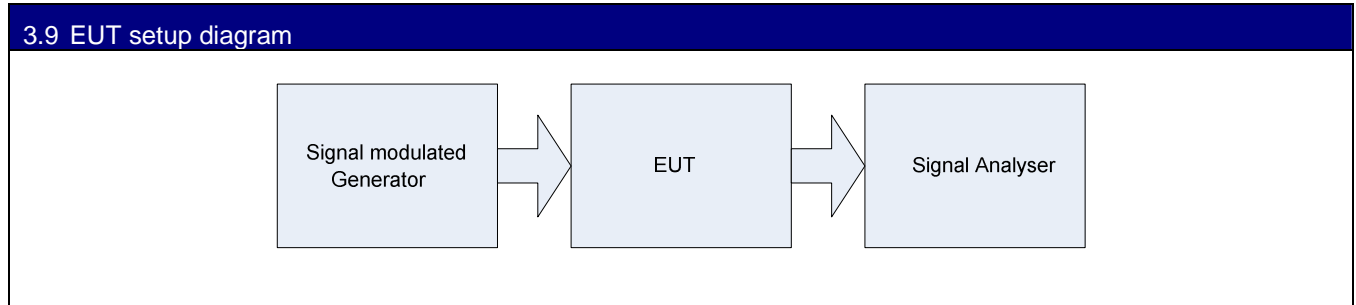 3.9 EUT setup diagram
Signal modulated
Generator
EUT
Signal Analyser